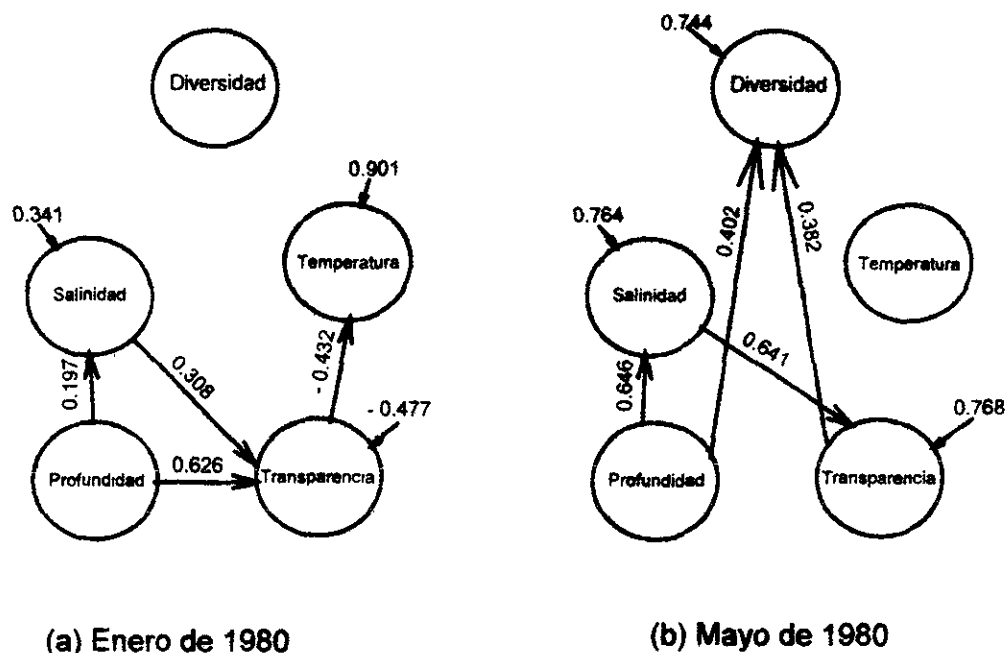 Diversidad
0.901
0.341
Temperatura
Salinidad
- 0.432
0.197
0.308
- 0.477
0.626
Profundidad
Transparencia
(a) Enero de 1980
0.744
Diversidad
0.764
0.402
0.382
Temperatura
Salinidad
0.641
0.646
0.768
Profundidad
Transparencia
(b) Mayo de 1980